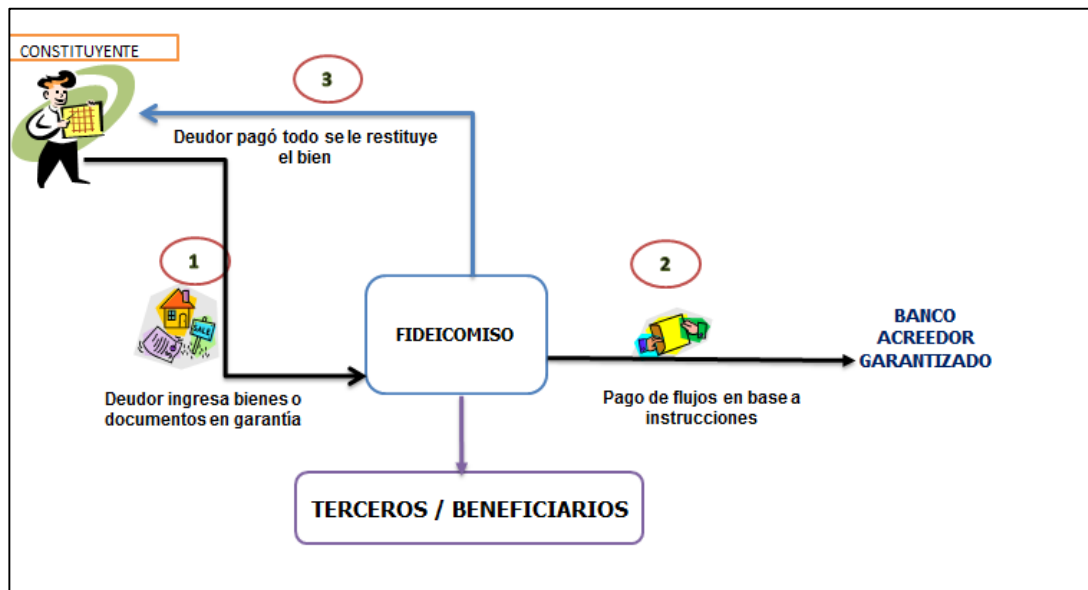 CONSTITUYENTE
3
Deudor pagó todo se le restituye
el bien
1
SALE
2
FIDEICOMISO
BANCO
ACREEDOR
GARANTIZADO
Deudor ingresa bienes o
documentos en garantía
Pago de flujos en base a
instrucciones
TERCEROS / BENEFICIARIOS